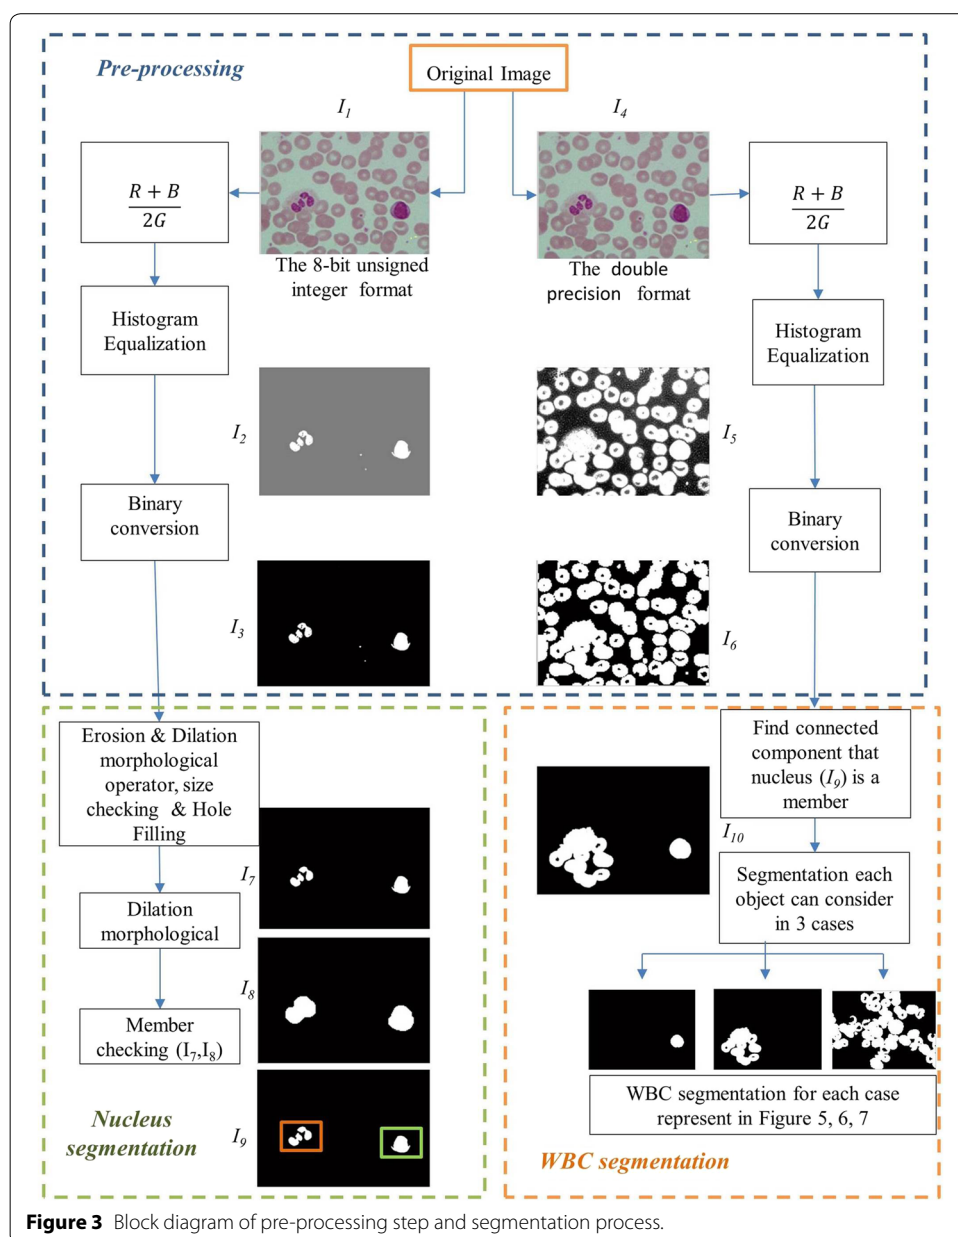 Pre-processing
Original Image
I1
I4
R + B
2G
R + B
2G
The 8-bit unsigned
integer format
The double
precision format
Histogram
Equalization
Histogram
Equalization
I2
I5
Binary
conversion
Binary
conversion
I3
I6
Erosion & Dilation
morphological
operator, size
checking & Hole
Filling
I7
Dilation
morphological
I8
Member
checking (I7,I8)
I9
Nucleus
segmentation
Find connected
component that
nucleus (I9) is a
member
I10
Segmentation each
object can consider
in 3 cases
WBC segmentation for each case
represent in Figure 5, 6, 7
WBC segmentation
Figure 3 Block diagram of pre-processing step and segmentation process.